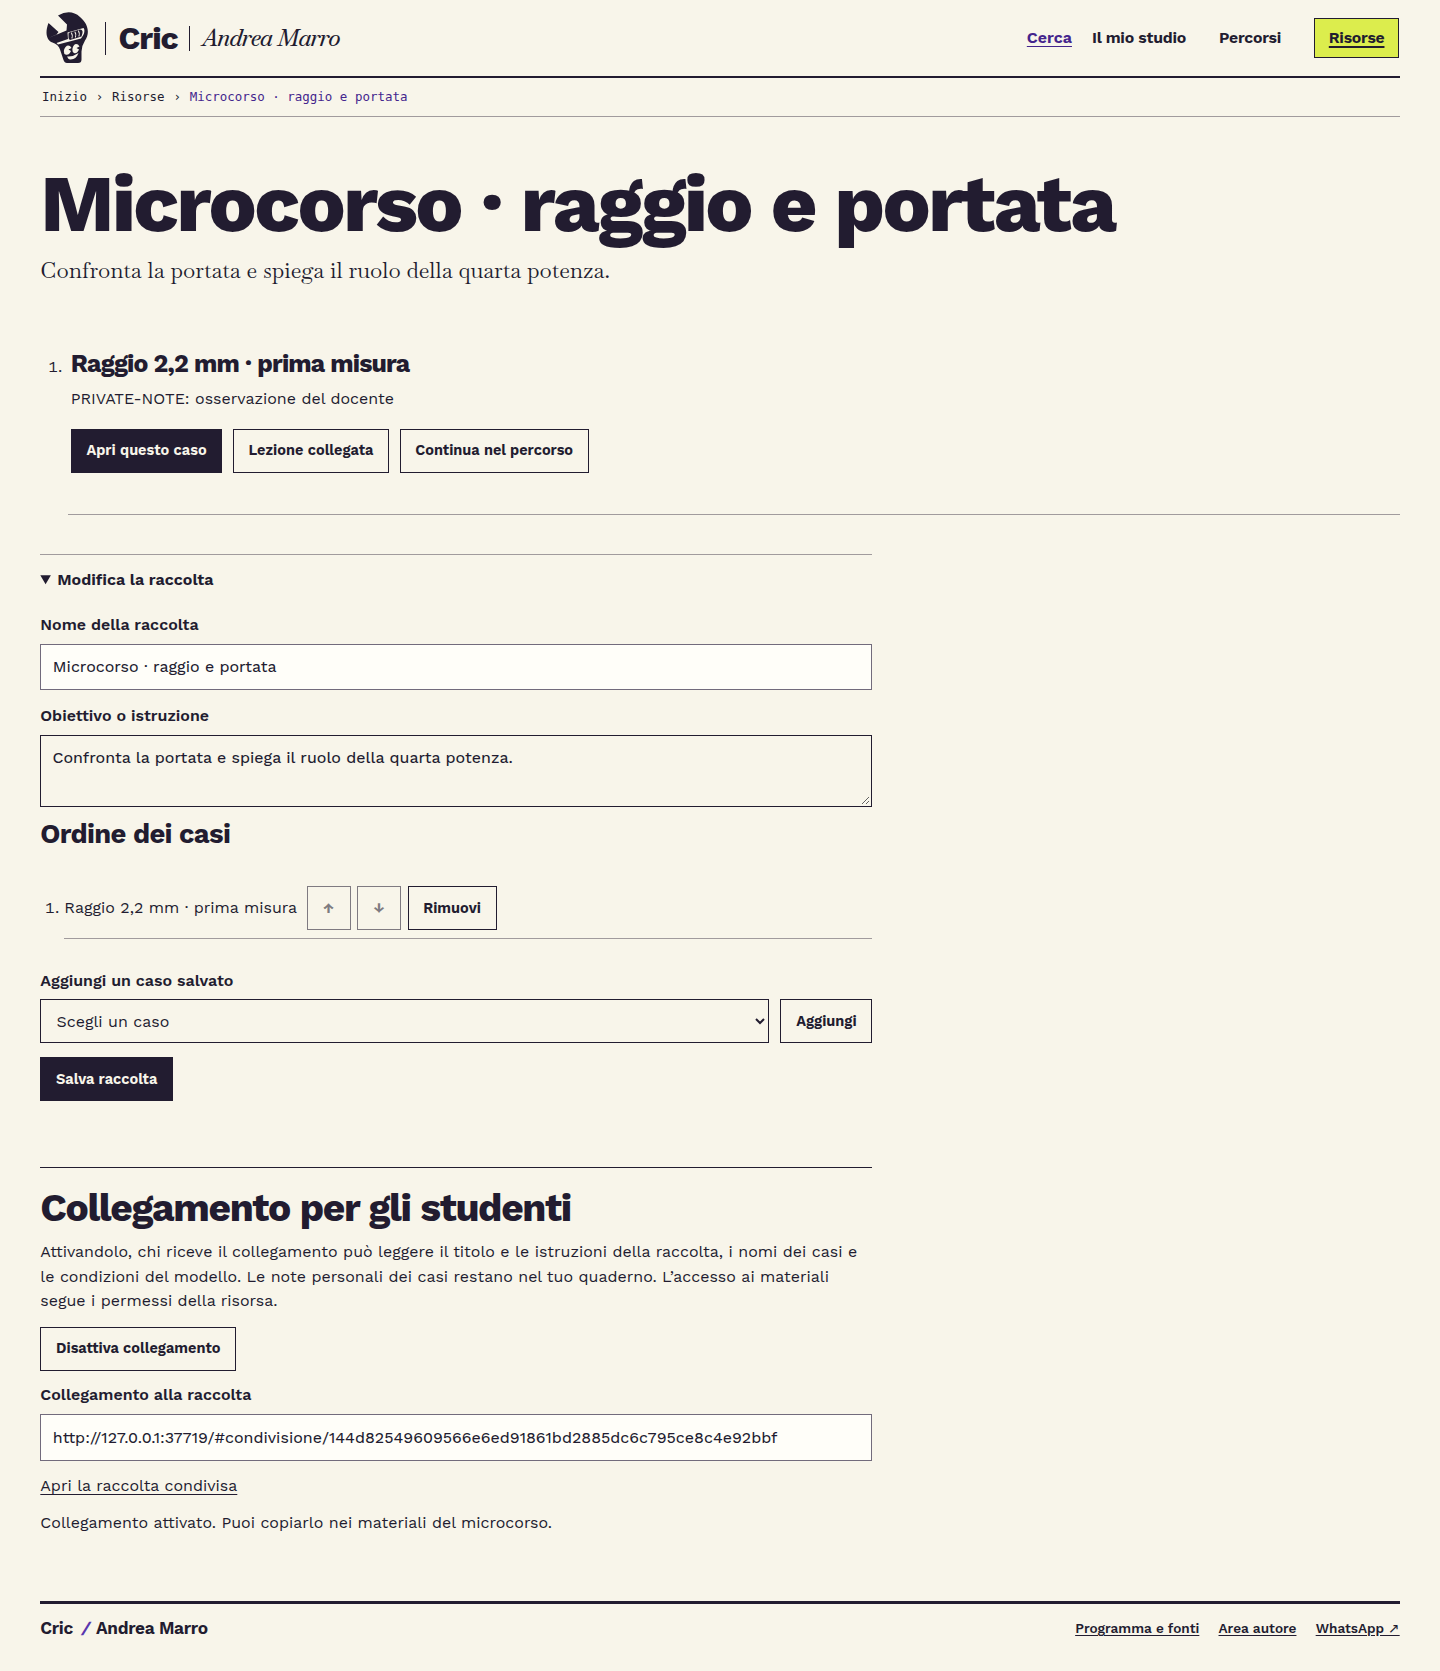 Cric
Andrea Marro
Cerca
Il mio studio
Percorsi
Risorse
Inizio › Risorse › Microcorso · raggio e portata
Microcorso · raggio e portata
Confronta la portata e spiega il ruolo della quarta potenza.
1. Raggio 2,2 mm · prima misura
PRIVATE-NOTE: osservazione del docente
Apri questo caso
Lezione collegata
Continua nel percorso
▼ Modifica la raccolta
Nome della raccolta
Microcorso · raggio e portata
Obiettivo o istruzione
Confronta la portata e spiega il ruolo della quarta potenza.
Ordine dei casi
1. Raggio 2,2 mm · prima misura ↑ ↓ Rimuovi
Aggiungi un caso salvato
Scegli un caso
Aggiungi
Salva raccolta
Collegamento per gli studenti
Attivandolo, chi riceve il collegamento può leggere il titolo e le istruzioni della raccolta, i nomi dei casi e
le condizioni del modello. Le note personali dei casi restano nel tuo quaderno. L’accesso ai materiali
segue i permessi della risorsa.
Disattiva collegamento
Collegamento alla raccolta
http://127.0.0.1:37719/#condivisione/144d82549609566e6ed91861bd2885dc6c795ce8c4e92bbf
Apri la raccolta condivisa
Collegamento attivato. Puoi copiarlo nei materiali del microcorso.
Cric / Andrea Marro
Programma e fonti
Area autore
WhatsApp ↗